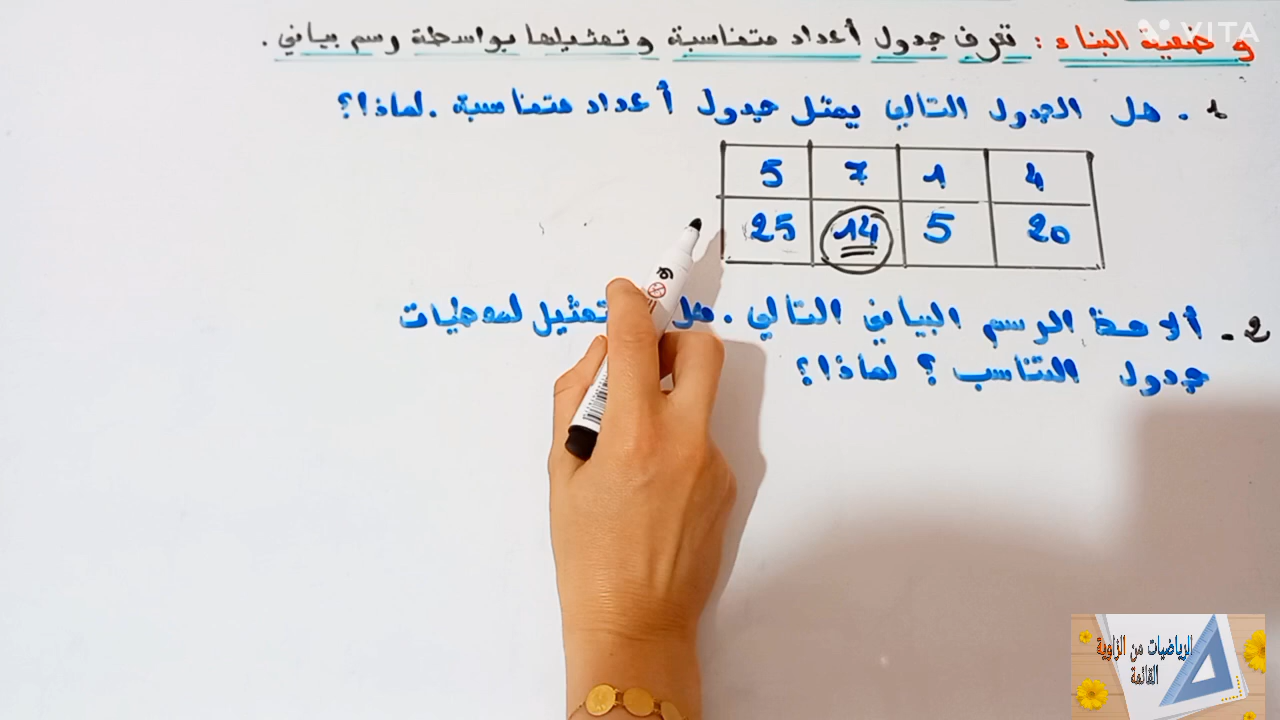 VITA
وضعية البناء : تعرف جدول أعداد متناسبة وتمثيلها بواسطة رسم بياني .
1 . هل الجدول التالي يمثل جدول أعداد متناسبة . لماذا؟
5 7 1 4
25 14 5 20
2 - ألاحظ الرسم البياني التالي . هل تمثيل لمعطيات
جدول التناسب ؟ لماذا؟
الرياضيات من الزاوية
القائمة